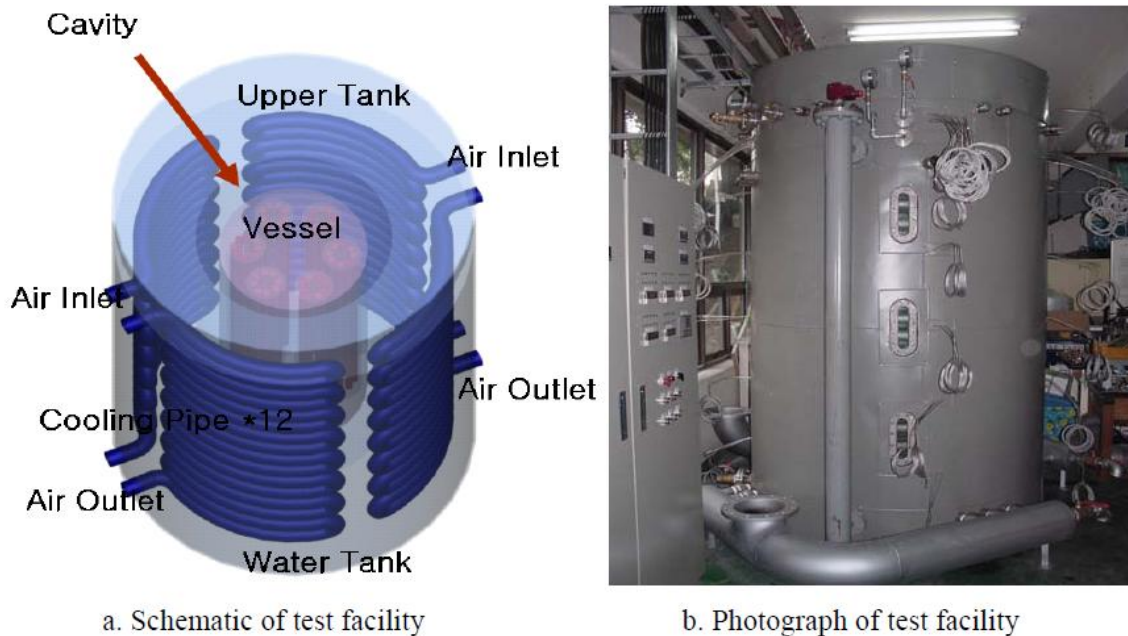 Cavity
Upper Tank
Air Inlet
Vessel
Air Inlet
Air Outlet
Cooling Pipe *12
Air Outlet
Water Tank
a. Schematic of test facility
b. Photograph of test facility